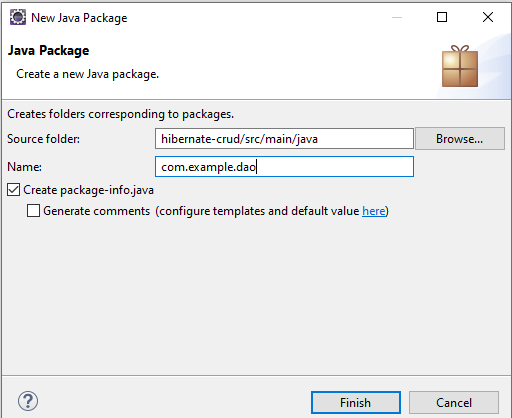 New Java Package
Java Package
Create a new Java package.
Creates folders corresponding to packages.
Source folder: hibernate-crud/src/main/java Browse...
Name: com.example.dao
Create package-info.java
Generate comments (configure templates and default value here)
? Finish Cancel